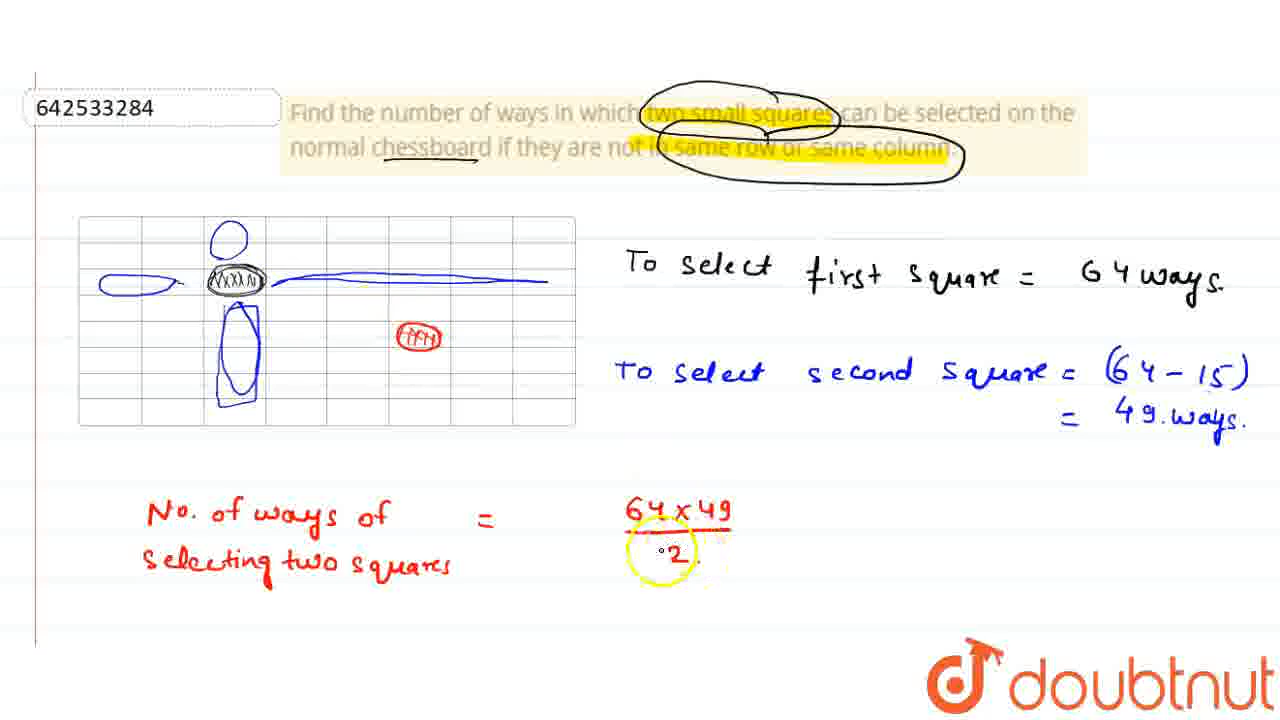 642533284
Find the number of ways in which two small squares can be selected on the
normal chessboard if they are not in same row or same column.
To select first square = 64 ways.
To select second square = (64 - 15)
= 49. ways.
No. of ways of = 64 x 49
selecting two squares 2.
doubtnut